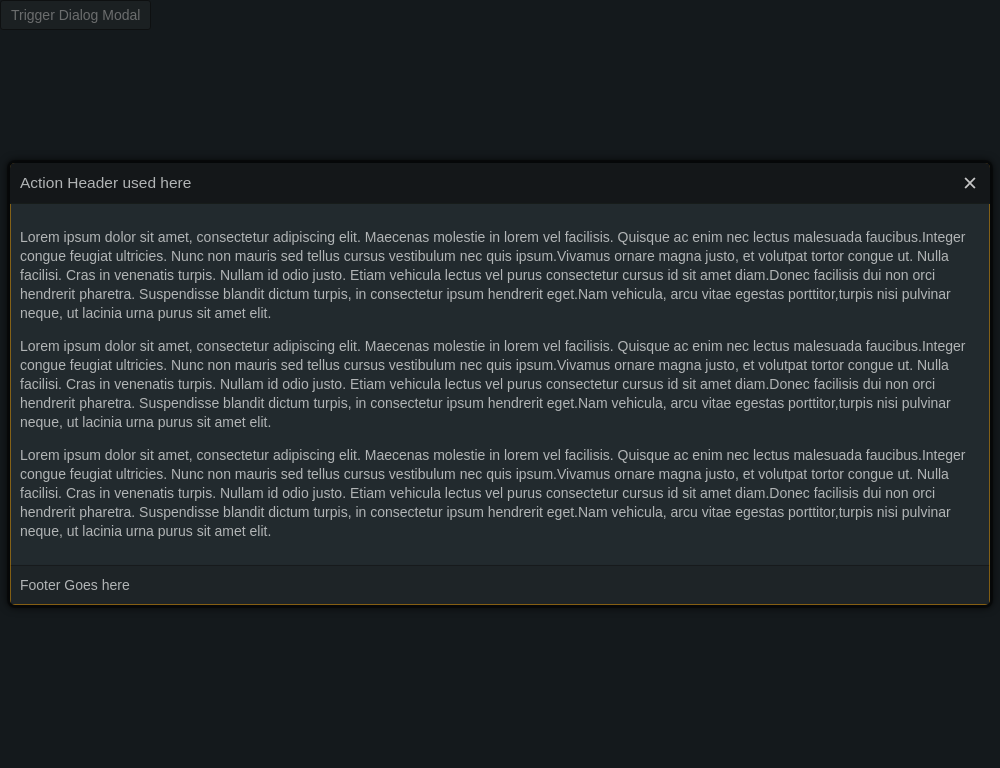 Trigger Dialog Modal
Action Header used here
Lorem ipsum dolor sit amet, consectetur adipiscing elit. Maecenas molestie in lorem vel facilisis. Quisque ac enim nec lectus malesuada faucibus.Integer
congue feugiat ultricies. Nunc non mauris sed tellus cursus vestibulum nec quis ipsum.Vivamus ornare magna justo, et volutpat tortor congue ut. Nulla
facilisi. Cras in venenatis turpis. Nullam id odio justo. Etiam vehicula lectus vel purus consectetur cursus id sit amet diam.Donec facilisis dui non orci
hendrerit pharetra. Suspendisse blandit dictum turpis, in consectetur ipsum hendrerit eget.Nam vehicula, arcu vitae egestas porttitor,turpis nisi pulvinar
neque, ut lacinia urna purus sit amet elit.
Lorem ipsum dolor sit amet, consectetur adipiscing elit. Maecenas molestie in lorem vel facilisis. Quisque ac enim nec lectus malesuada faucibus.Integer
congue feugiat ultricies. Nunc non mauris sed tellus cursus vestibulum nec quis ipsum.Vivamus ornare magna justo, et volutpat tortor congue ut. Nulla
facilisi. Cras in venenatis turpis. Nullam id odio justo. Etiam vehicula lectus vel purus consectetur cursus id sit amet diam.Donec facilisis dui non orci
hendrerit pharetra. Suspendisse blandit dictum turpis, in consectetur ipsum hendrerit eget.Nam vehicula, arcu vitae egestas porttitor,turpis nisi pulvinar
neque, ut lacinia urna purus sit amet elit.
Lorem ipsum dolor sit amet, consectetur adipiscing elit. Maecenas molestie in lorem vel facilisis. Quisque ac enim nec lectus malesuada faucibus.Integer
congue feugiat ultricies. Nunc non mauris sed tellus cursus vestibulum nec quis ipsum.Vivamus ornare magna justo, et volutpat tortor congue ut. Nulla
facilisi. Cras in venenatis turpis. Nullam id odio justo. Etiam vehicula lectus vel purus consectetur cursus id sit amet diam.Donec facilisis dui non orci
hendrerit pharetra. Suspendisse blandit dictum turpis, in consectetur ipsum hendrerit eget.Nam vehicula, arcu vitae egestas porttitor,turpis nisi pulvinar
neque, ut lacinia urna purus sit amet elit.
Footer Goes here